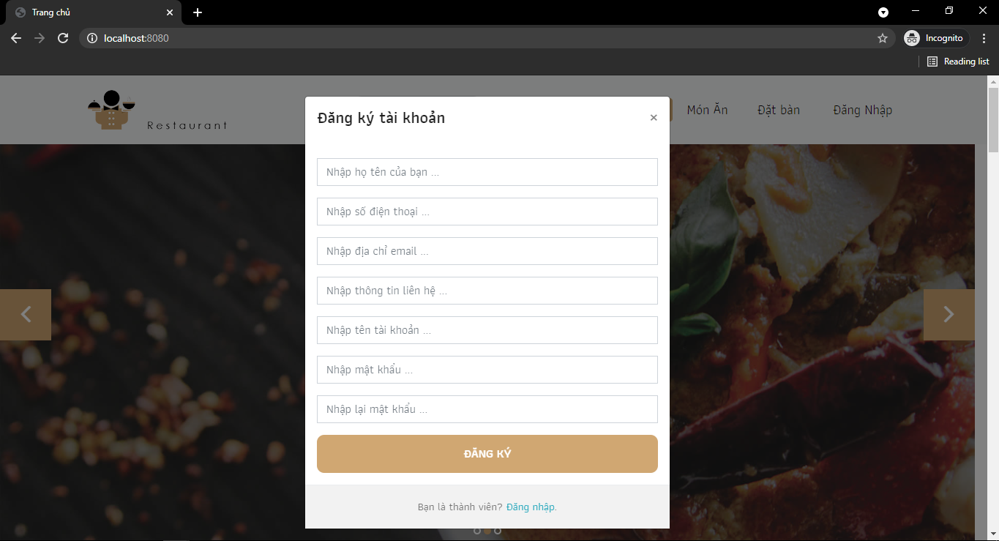 Trang chủ
localhost:8080
Incognito
Reading list
Restaurant
Món Ăn
Đặt bàn
Đăng Nhập
Đăng ký tài khoản
×
Nhập họ tên của bạn ...
Nhập số điện thoại ...
Nhập địa chỉ email ...
Nhập thông tin liên hệ ...
Nhập tên tài khoản ...
Nhập mật khẩu ...
Nhập lại mật khẩu ...
ĐĂNG KÝ
Bạn là thành viên? Đăng nhập.